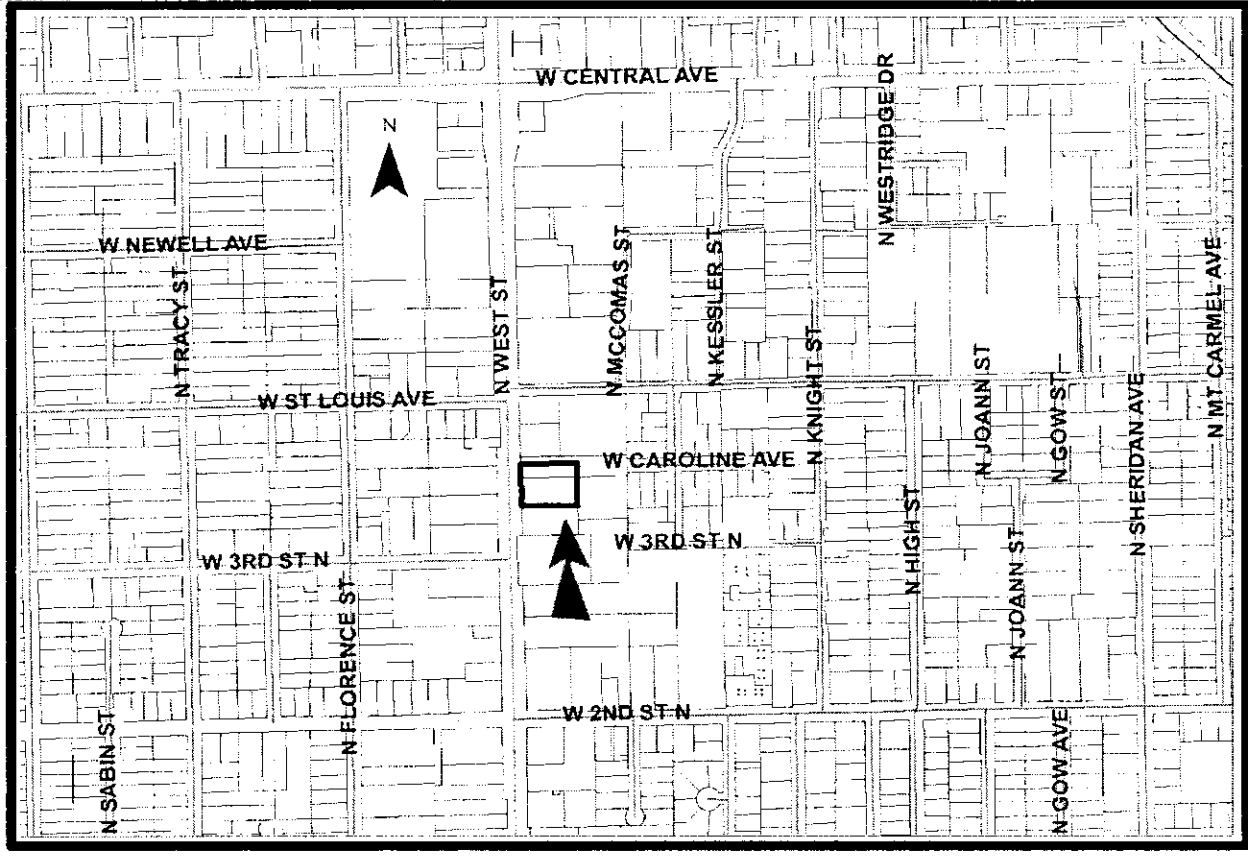 W CENTRAL AVE
N WESTRIDGE DR
N
W NEWELL AVE
N TRACY ST
N WEST ST
N MCCOMAS ST
N KESSLER ST
N MT CARMEL AVE
N KNIGHT ST
N JOANN ST
N GOW ST
N SHERIDAN AVE
W ST LOUIS AVE
W CAROLINE AVE
N HIGH ST
W 3RD ST N
W 3RD ST N
N JOANN ST
N FLORENCE ST
W 2ND ST N
N SABIN ST
N GOW AVE